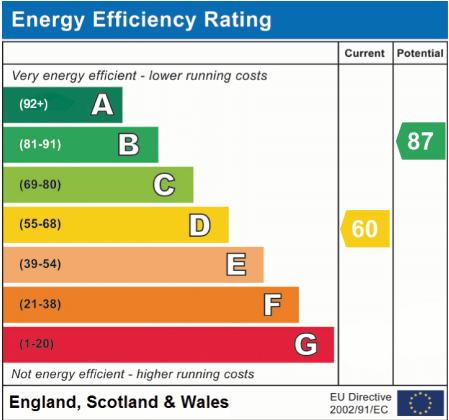 Energy Efficiency Rating
Current Potential
Very energy efficient - lower running costs
(92+) A
(81-91) B
87
(69-80) C
(55-68) D
60
(39-54) E
(21-38) F
(1-20) G
Not energy efficient - higher running costs
England, Scotland & Wales
EU Directive
2002/91/EC